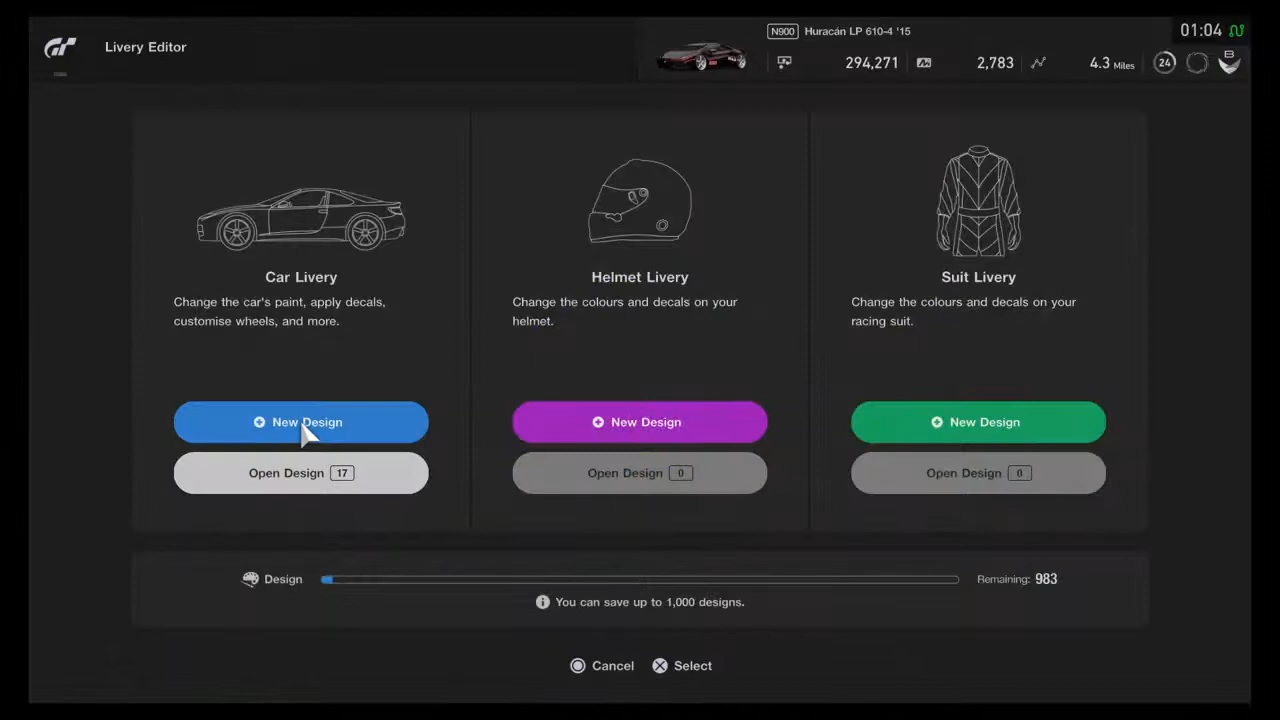 Livery Editor
N900 Huracán LP 610-4 '15
01:04
294,271
2,783
4.3 Miles
24
B
Car Livery
Change the car's paint, apply decals,
customise wheels, and more.
New Design
Open Design 17
Helmet Livery
Change the colours and decals on your
helmet.
New Design
Open Design 0
Suit Livery
Change the colours and decals on your
racing suit.
New Design
Open Design 0
Design
Remaining: 983
You can save up to 1,000 designs.
Cancel
Select